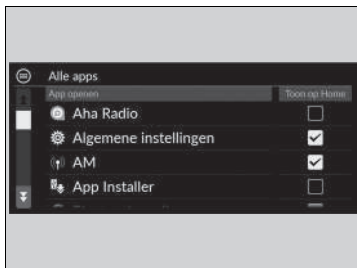 Alle apps
App openen Toon op Home
Aha Radio
Algemene instellingen
AM
App Installer